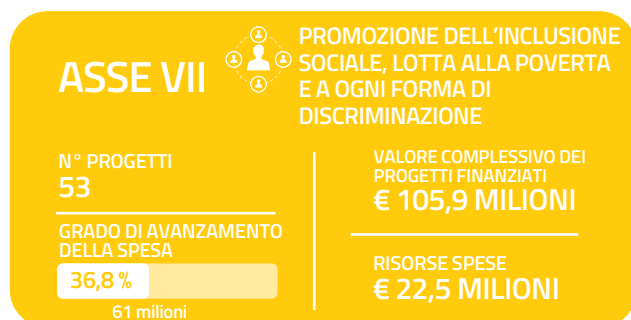 ASSE VII
PROMOZIONE DELL'INCLUSIONE
SOCIALE, LOTTA ALLA POVERTA
E A OGNI FORMA DI
DISCRIMINAZIONE
N° PROGETTI
53
GRADO DI AVANZAMENTO
DELLA SPESA
36,8 %
61 milioni
VALORE COMPLESSIVO DEI
PROGETTI FINANZIATI
€ 105,9 MILIONI
RISORSE SPESE
€ 22,5 MILIONI